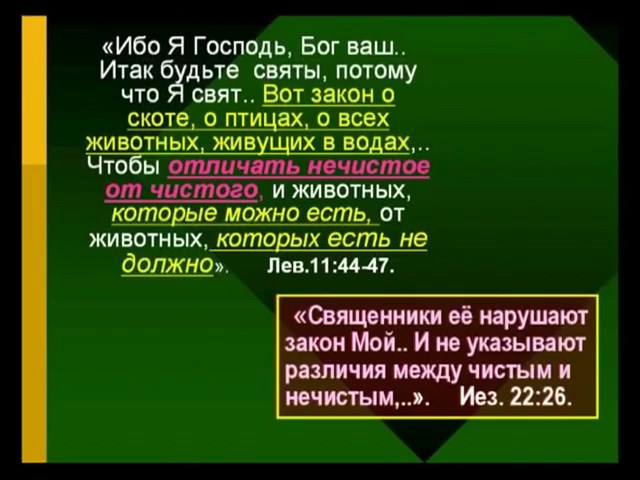 «Ибо Я Господь, Бог ваш..
Итак будьте святы, потому
что Я свят.. Вот закон о
скоте, о птицах, о всех
животных, живущих в водах,..
Чтобы отличать нечистое
от чистого, и животных,
которые можно есть, от
животных, которых есть не
должно». Лев.11:44-47.
«Священники её нарушают
закон Мой.. И не указывают
различия между чистым и
нечистым,..». Иез. 22:26.